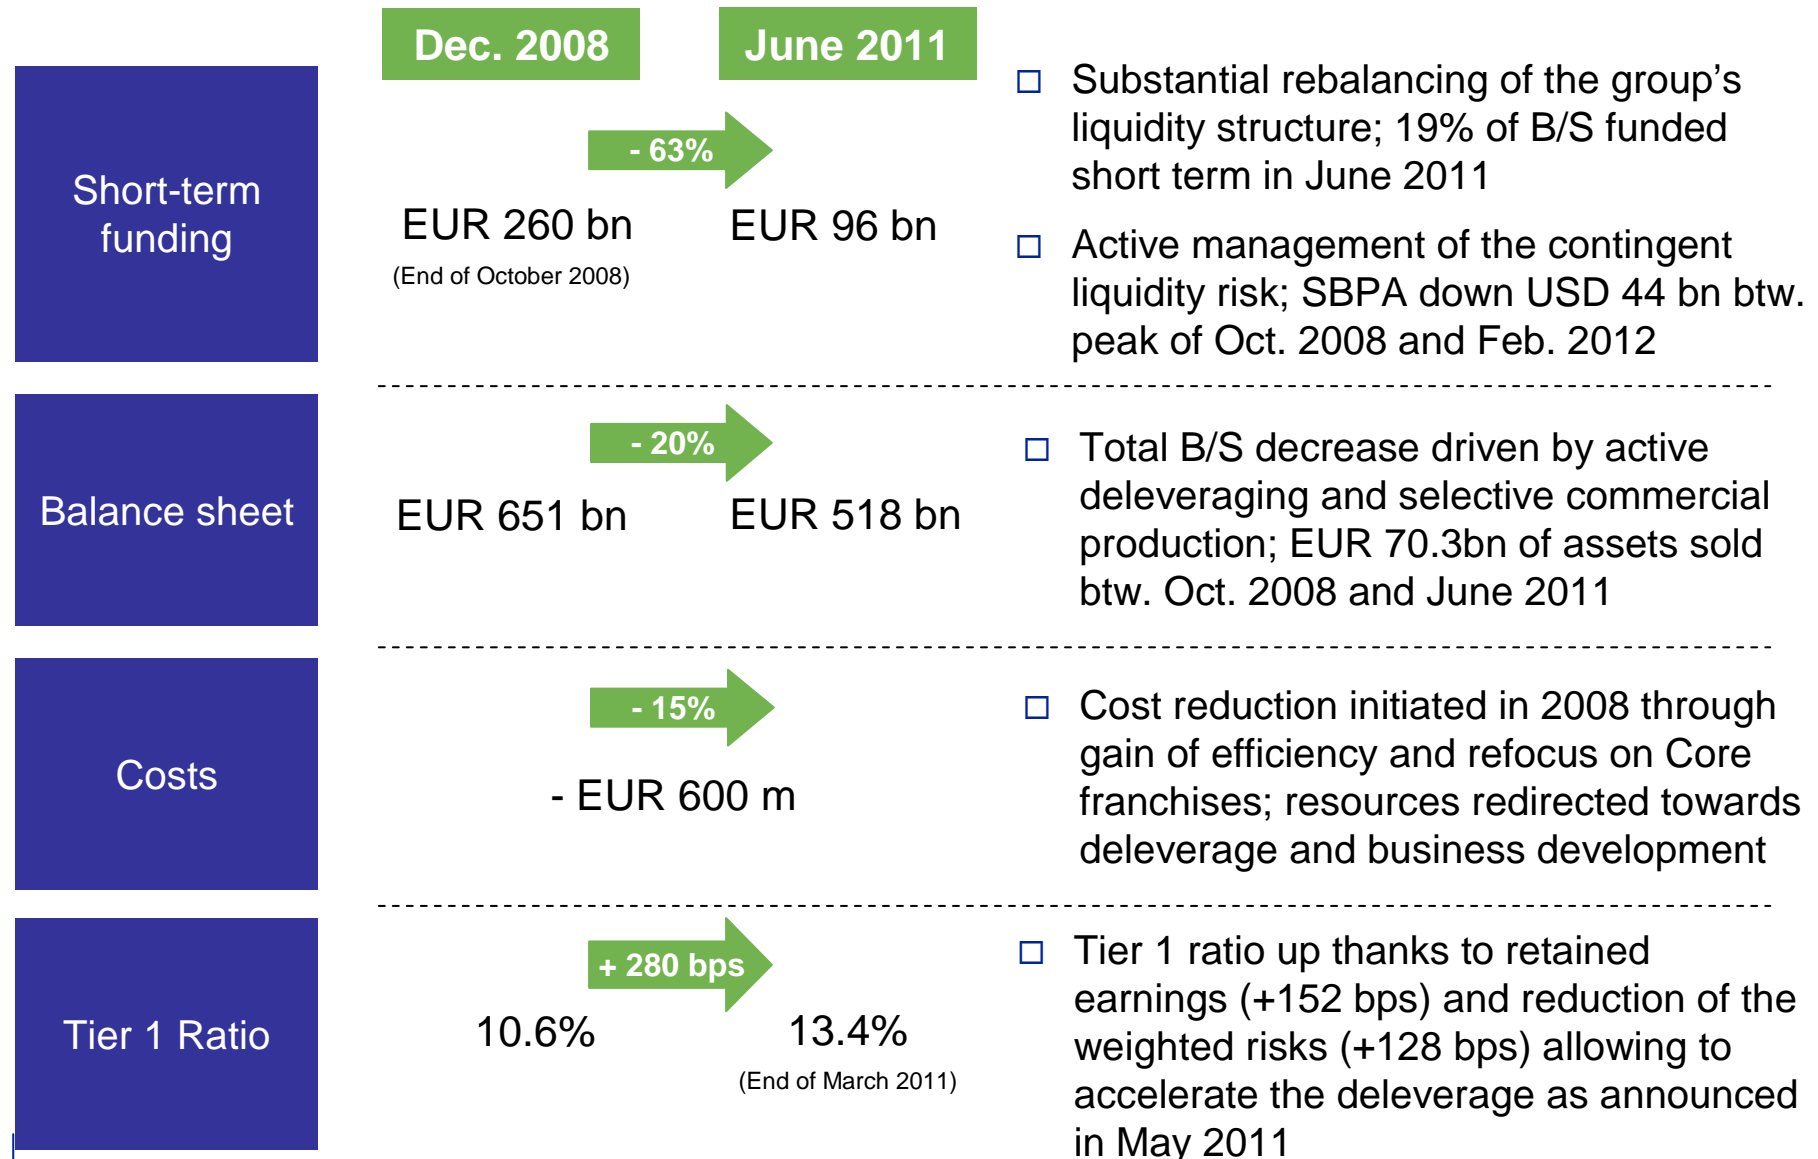 Dec. 2008
June 2011
Short-term
funding
- 63%
EUR 260 bn
(End of October 2008)
EUR 96 bn
□ Substantial rebalancing of the group’s
liquidity structure; 19% of B/S funded
short term in June 2011
□ Active management of the contingent
liquidity risk; SBPA down USD 44 bn btw.
peak of Oct. 2008 and Feb. 2012
Balance sheet
- 20%
EUR 651 bn
EUR 518 bn
□ Total B/S decrease driven by active
deleveraging and selective commercial
production; EUR 70.3bn of assets sold
btw. Oct. 2008 and June 2011
Costs
- 15%
- EUR 600 m
□ Cost reduction initiated in 2008 through
gain of efficiency and refocus on Core
franchises; resources redirected towards
deleverage and business development
Tier 1 Ratio
+ 280 bps
10.6%
13.4%
(End of March 2011)
□ Tier 1 ratio up thanks to retained
earnings (+152 bps) and reduction of the
weighted risks (+128 bps) allowing to
accelerate the deleverage as announced
in May 2011